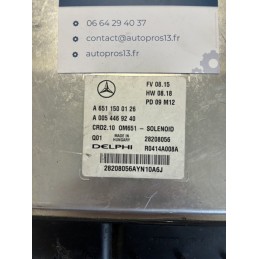 06 64 29 40 37
contact@autopros13.fr
autopros13.fr
FV 08.15
HW 08.18
PD 09 M12
A 651 150 01 26
A 005 446 92 40
CRD2.10 OM651 - SOLENOID
Q01 MADE IN HUNGARY 28208056
DELPHI R0414A008A
28208056AYN10A6J